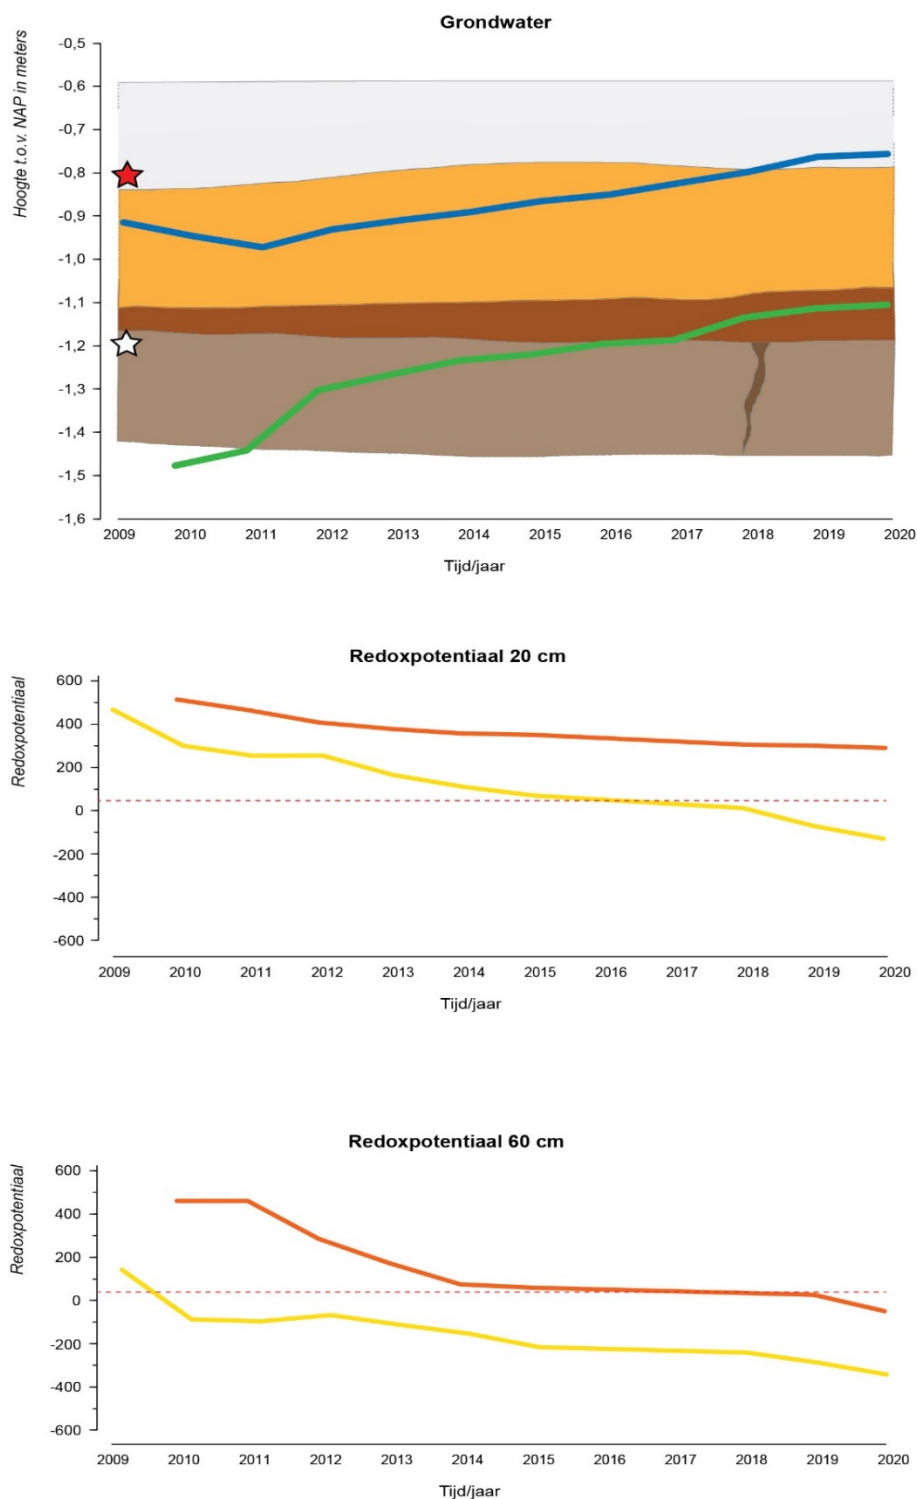 Grondwater
Hoogte t.o.v. NAP in meters
-0,5
-0,6
-0,7
-0,8
-0,9
-1,0
-1,1
-1,2
-1,3
-1,4
-1,5
-1,6
2009 2010 2011 2012 2013 2014 2015 2016 2017 2018 2019 2020
Tijd/jaar
Redoxpotentiaal 20 cm
Redoxpotentiaal
600
400
200
0
-200
-400
-600
2009 2010 2011 2012 2013 2014 2015 2016 2017 2018 2019 2020
Tijd/jaar
Redoxpotentiaal 60 cm
Redoxpotentiaal
600
400
200
0
-200
-400
-600
2009 2010 2011 2012 2013 2014 2015 2016 2017 2018 2019 2020
Tijd/jaar